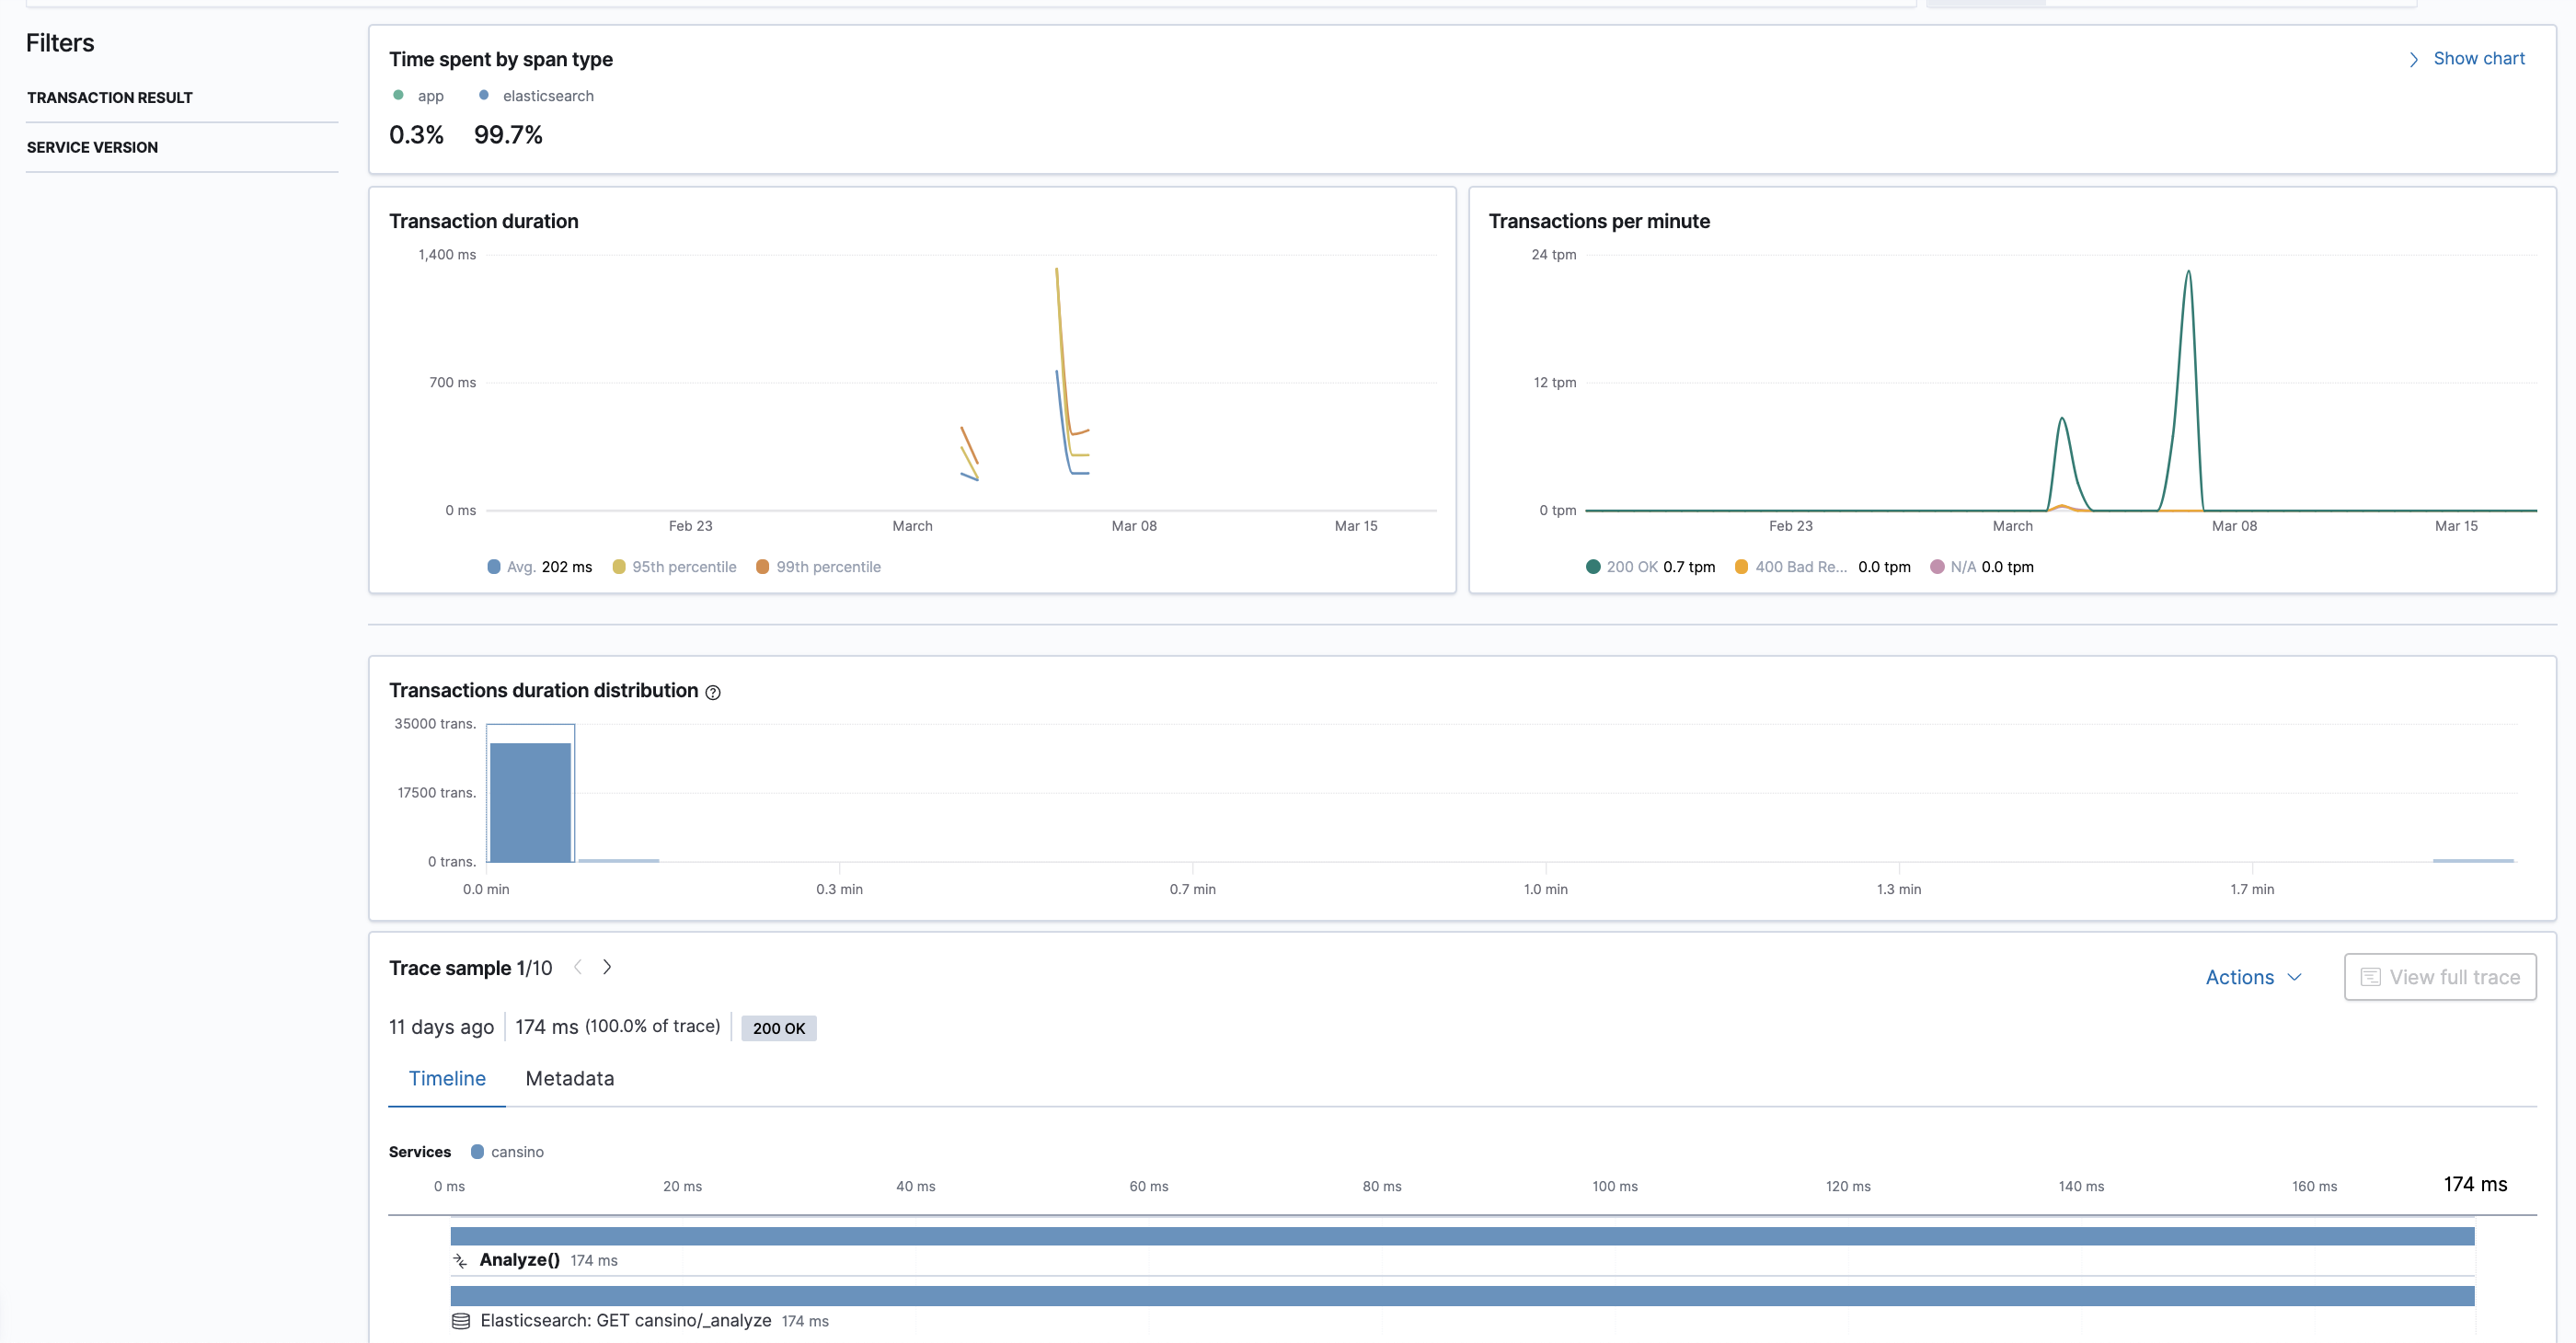 Filters
TRANSACTION RESULT
SERVICE VERSION
Time spent by span type
Show chart
app elasticsearch
0.3% 99.7%
Transaction duration
1,400 ms
700 ms
0 ms
Feb 23 March Mar 08 Mar 15
Avg. 202 ms 95th percentile 99th percentile
Transactions per minute
24 tpm
12 tpm
0 tpm
Feb 23 March Mar 08 Mar 15
200 OK 0.7 tpm 400 Bad Re... 0.0 tpm N/A 0.0 tpm
Transactions duration distribution
35000 trans.
17500 trans.
0 trans.
0.0 min 0.3 min 0.7 min 1.0 min 1.3 min 1.7 min
Trace sample 1/10
Actions View full trace
11 days ago 174 ms (100.0% of trace) 200 OK
Timeline Metadata
Services cansino
0 ms 20 ms 40 ms 60 ms 80 ms 100 ms 120 ms 140 ms 160 ms 174 ms
Analyze() 174 ms
Elasticsearch: GET cansino/_analyze 174 ms